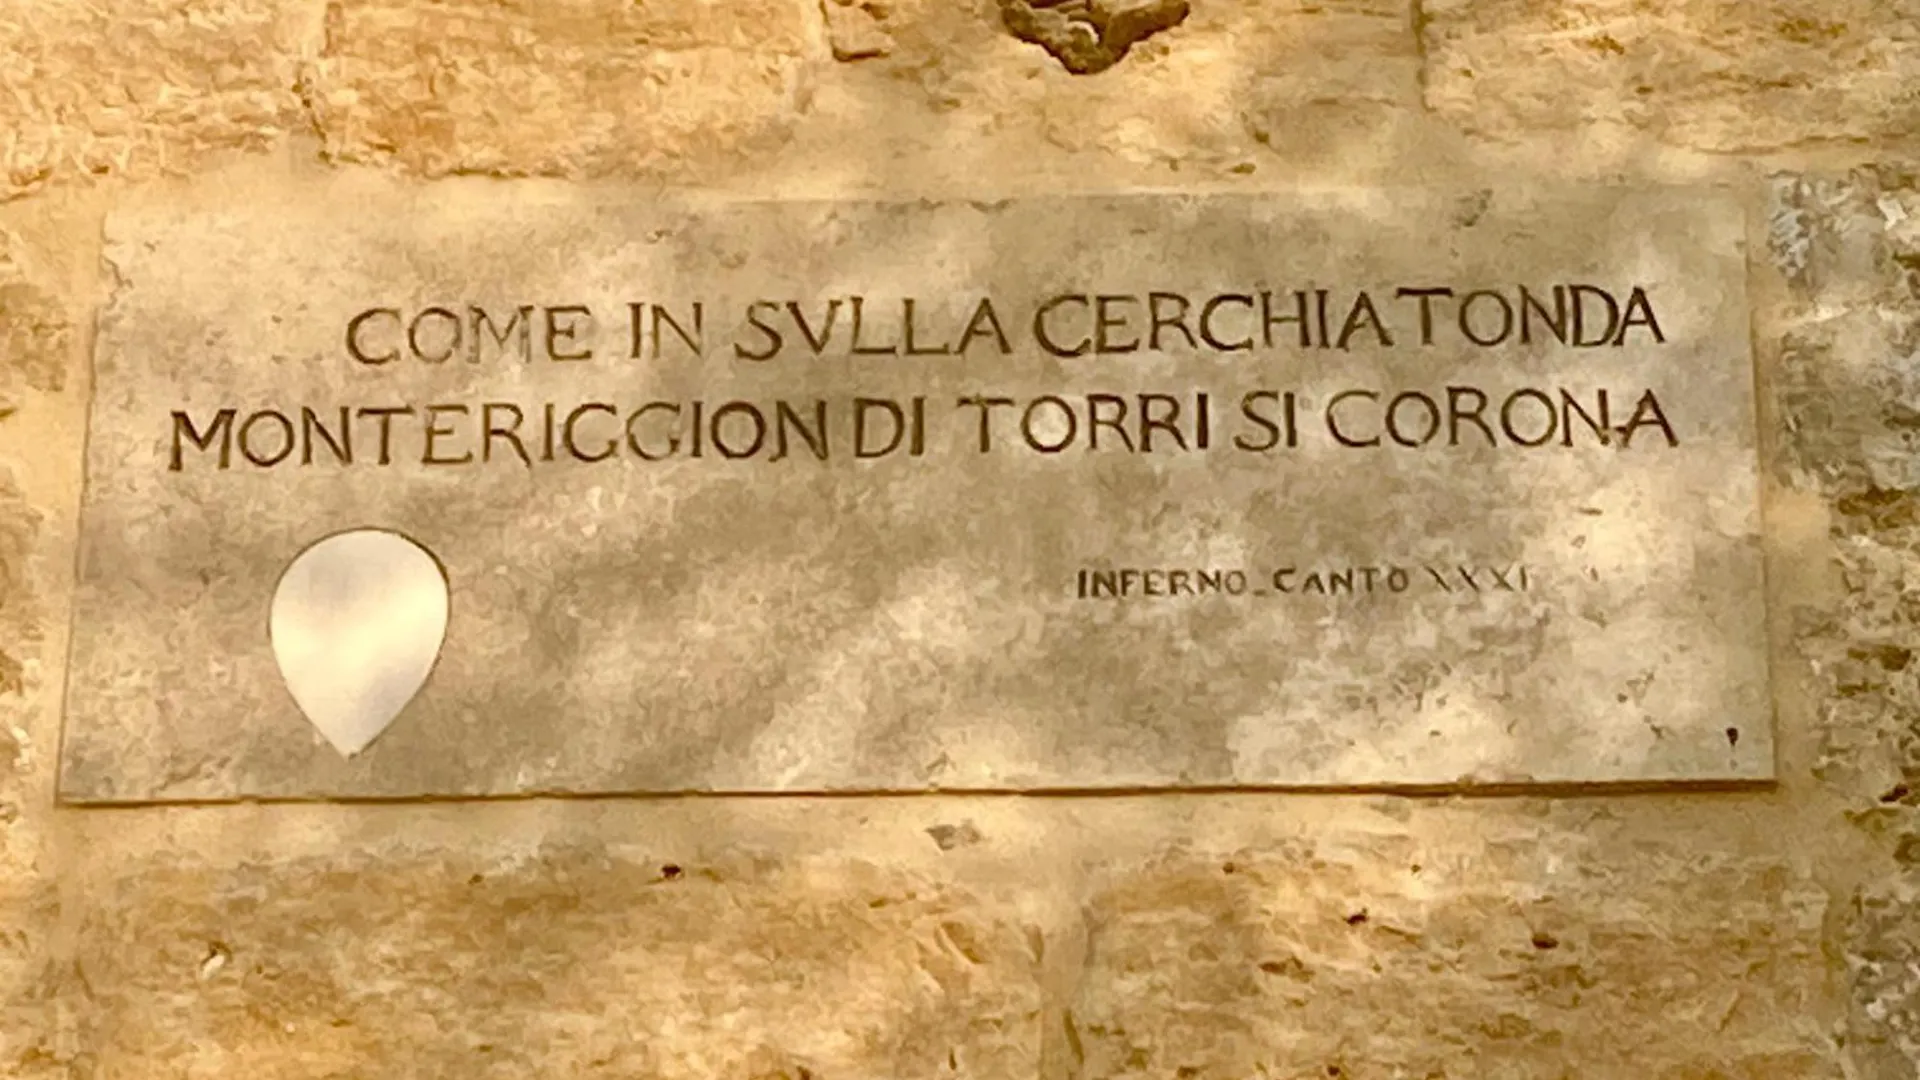 COME IN SVLLA CERCHIA TONDA
MONTERIGGION DI TORRI SI CORONA
INFERNO_CANTO XXXI